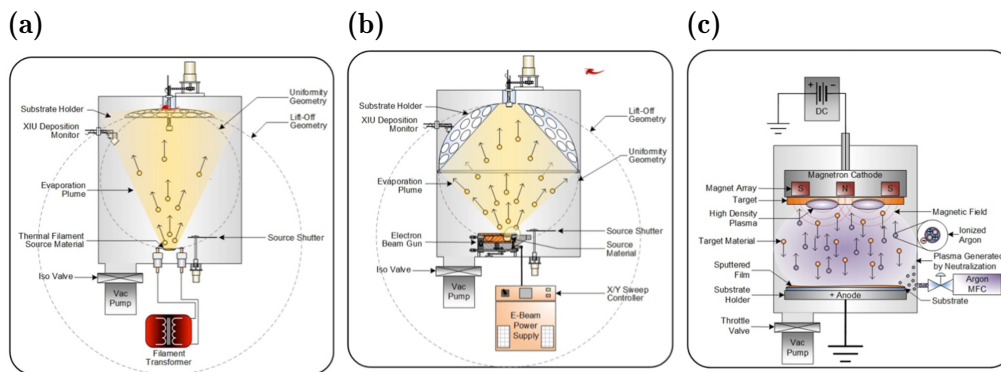 (a)
(b)
(c)
Substrate Holder
XIU Deposition
Monitor
Uniformity
Geometry
Lift-Off
Geometry
Evaporation
Plume
Thermal Filament
Source Material
Source Shutter
Iso Valve
Vac
Pump
Filament
Transformer
Substrate Holder
XIU Deposition
Monitor
Lift-Off
Geometry
Uniformity
Geometry
Evaporation
Plume
Electron
Beam Gun
Source Shutter
Source
Material
Iso Valve
Vac
Pump
X/Y Sweep
Controller
E-Beam
Power
Supply
+ -
DC
Magnetron Cathode
Magnet Array
S N S
Target
High Density
Plasma
Magnetic Field
Ionized
Argon
Target Material
Plasma Generated
by Neutralization
Sputtered
Film
Argon
MFC
Substrate
Holder
+ Anode
Substrate
Throttle
Valve
Vac
Pump